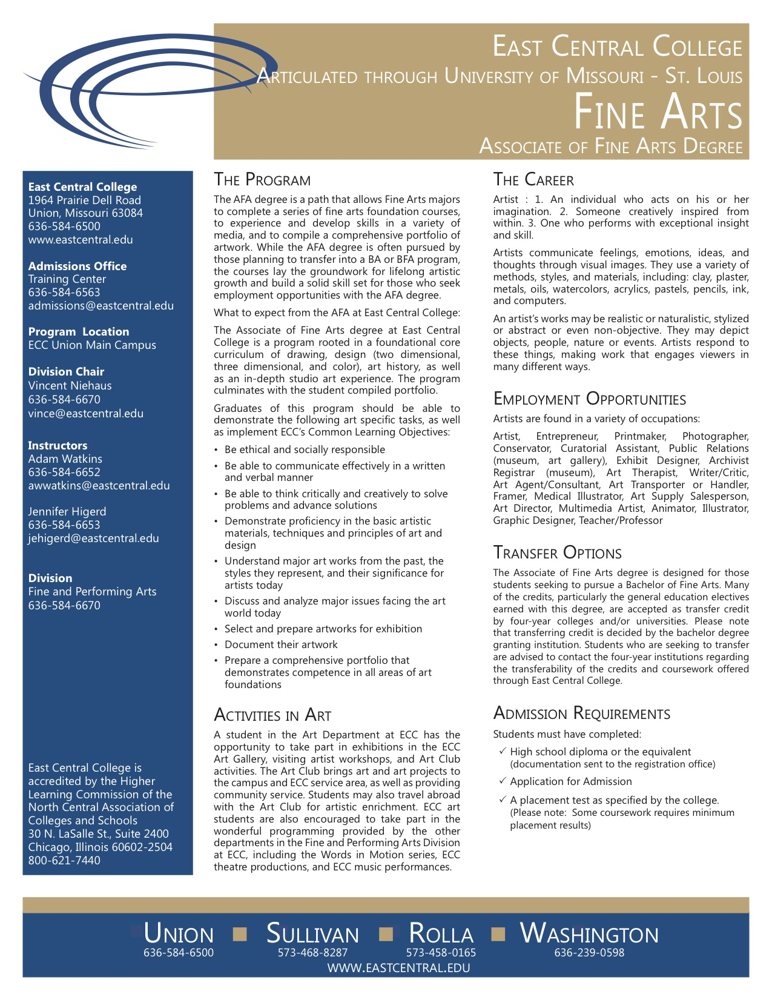 East Central College
Articulated through University of Missouri - St. Louis
Fine Arts
Associate of Fine Arts Degree
East Central College
1964 Prairie Dell Road
Union, Missouri 63084
636-584-6500
www.eastcentral.edu
Admissions Office
Training Center
636-584-6563
admissions@eastcentral.edu
Program  Location
ECC Union Main Campus
Division Chair
Vincent Niehaus
636-584-6670
vince@eastcentral.edu
Instructors
Adam Watkins
636-584-6652
awwatkins@eastcentral.edu
Jennifer Higerd
636-584-6653
jehigerd@eastcentral.edu
Division
Fine and Performing Arts
636-584-6670
East Central College is
accredited by the Higher
Learning Commission of the
North Central Association of
Colleges and Schools
30 N. LaSalle St., Suite 2400
Chicago, Illinois 60602-2504
800-621-7440
The Program
The AFA degree is a path that allows Fine Arts majors
to complete a series of fine arts foundation courses,
to experience and develop skills in a variety of
media, and to compile a comprehensive portfolio of
artwork. While the AFA degree is often pursued by
those planning to transfer into a BA or BFA program,
the courses lay the groundwork for lifelong artistic
growth and build a solid skill set for those who seek
employment opportunities with the AFA degree.
What to expect from the AFA at East Central College:
The Associate of Fine Arts degree at East Central
College is a program rooted in a foundational core
curriculum of drawing, design (two dimensional,
three dimensional, and color), art history, as well
as an in-depth studio art experience. The program
culminates with the student compiled portfolio.
Graduates of this program should be able to
demonstrate the following art specific tasks, as well
as implement ECC's Common Learning Objectives:
• Be ethical and socially responsible
• Be able to communicate effectively in a written
and verbal manner
• Be able to think critically and creatively to solve
problems and advance solutions
• Demonstrate proficiency in the basic artistic
materials, techniques and principles of art and
design
• Understand major art works from the past, the
styles they represent, and their significance for
artists today
• Discuss and analyze major issues facing the art
world today
• Select and prepare artworks for exhibition
• Document their artwork
• Prepare a comprehensive portfolio that
demonstrates competence in all areas of art
foundations
Activities in Art
A student in the Art Department at ECC has the
opportunity to take part in exhibitions in the ECC
Art Gallery, visiting artist workshops, and Art Club
activities. The Art Club brings art and art projects to
the campus and ECC service area, as well as providing
community service. Students may also travel abroad
with the Art Club for artistic enrichment. ECC art
students are also encouraged to take part in the
wonderful programming provided by the other
departments in the Fine and Performing Arts Division
at ECC, including the Words in Motion series, ECC
theatre productions, and ECC music performances.
The Career
Artist : 1. An individual who acts on his or her
imagination. 2. Someone creatively inspired from
within. 3. One who performs with exceptional insight
and skill.
Artists communicate feelings, emotions, ideas, and
thoughts through visual images. They use a variety of
methods, styles, and materials, including: clay, plaster,
metals, oils, watercolors, acrylics, pastels, pencils, ink,
and computers.
An artist's works may be realistic or naturalistic, stylized
or abstract or even non-objective. They may depict
objects, people, nature or events. Artists respond to
these things, making work that engages viewers in
many different ways.
Employment Opportunities
Artists are found in a variety of occupations:
Artist, Entrepreneur, Printmaker, Photographer,
Conservator, Curatorial Assistant, Public Relations
(museum, art gallery), Exhibit Designer, Archivist
Registrar (museum), Art Therapist, Writer/Critic,
Art Agent/Consultant, Art Transporter or Handler,
Framer, Medical Illustrator, Art Supply Salesperson,
Art Director, Multimedia Artist, Animator, Illustrator,
Graphic Designer, Teacher/Professor
Transfer Options
The Associate of Fine Arts degree is designed for those
students seeking to pursue a Bachelor of Fine Arts. Many
of the credits, particularly the general education electives
earned with this degree, are accepted as transfer credit
by four-year colleges and/or universities. Please note
that transferring credit is decided by the bachelor degree
granting institution. Students who are seeking to transfer
are advised to contact the four-year institutions regarding
the transferability of the credits and coursework offered
through East Central College.
Admission Requirements
Students must have completed:
✓ High school diploma or the equivalent
(documentation sent to the registration office)
✓ Application for Admission
✓ A placement test as specified by the college.
(Please note:  Some coursework requires minimum
placement results)
Union ■ Sullivan ■ Rolla ■ Washington
636-584-6500 573-468-8287 573-458-0165 636-239-0598
www.eastcentral.edu